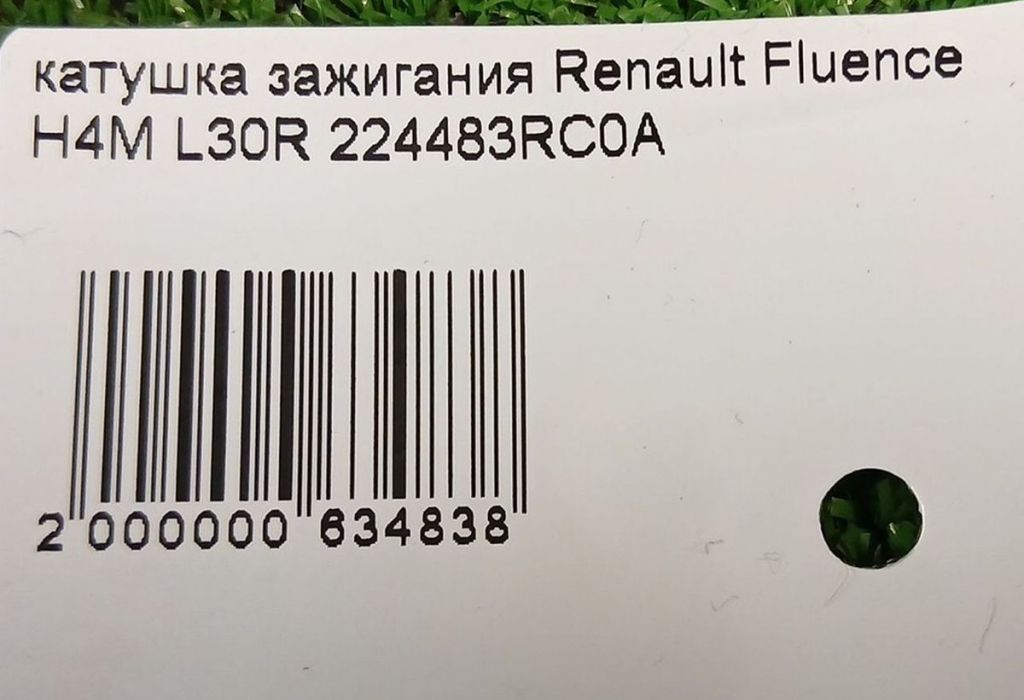 катушка зажигания Renault Fluence
H4M L30R 224483RC0A
2 000000 634838